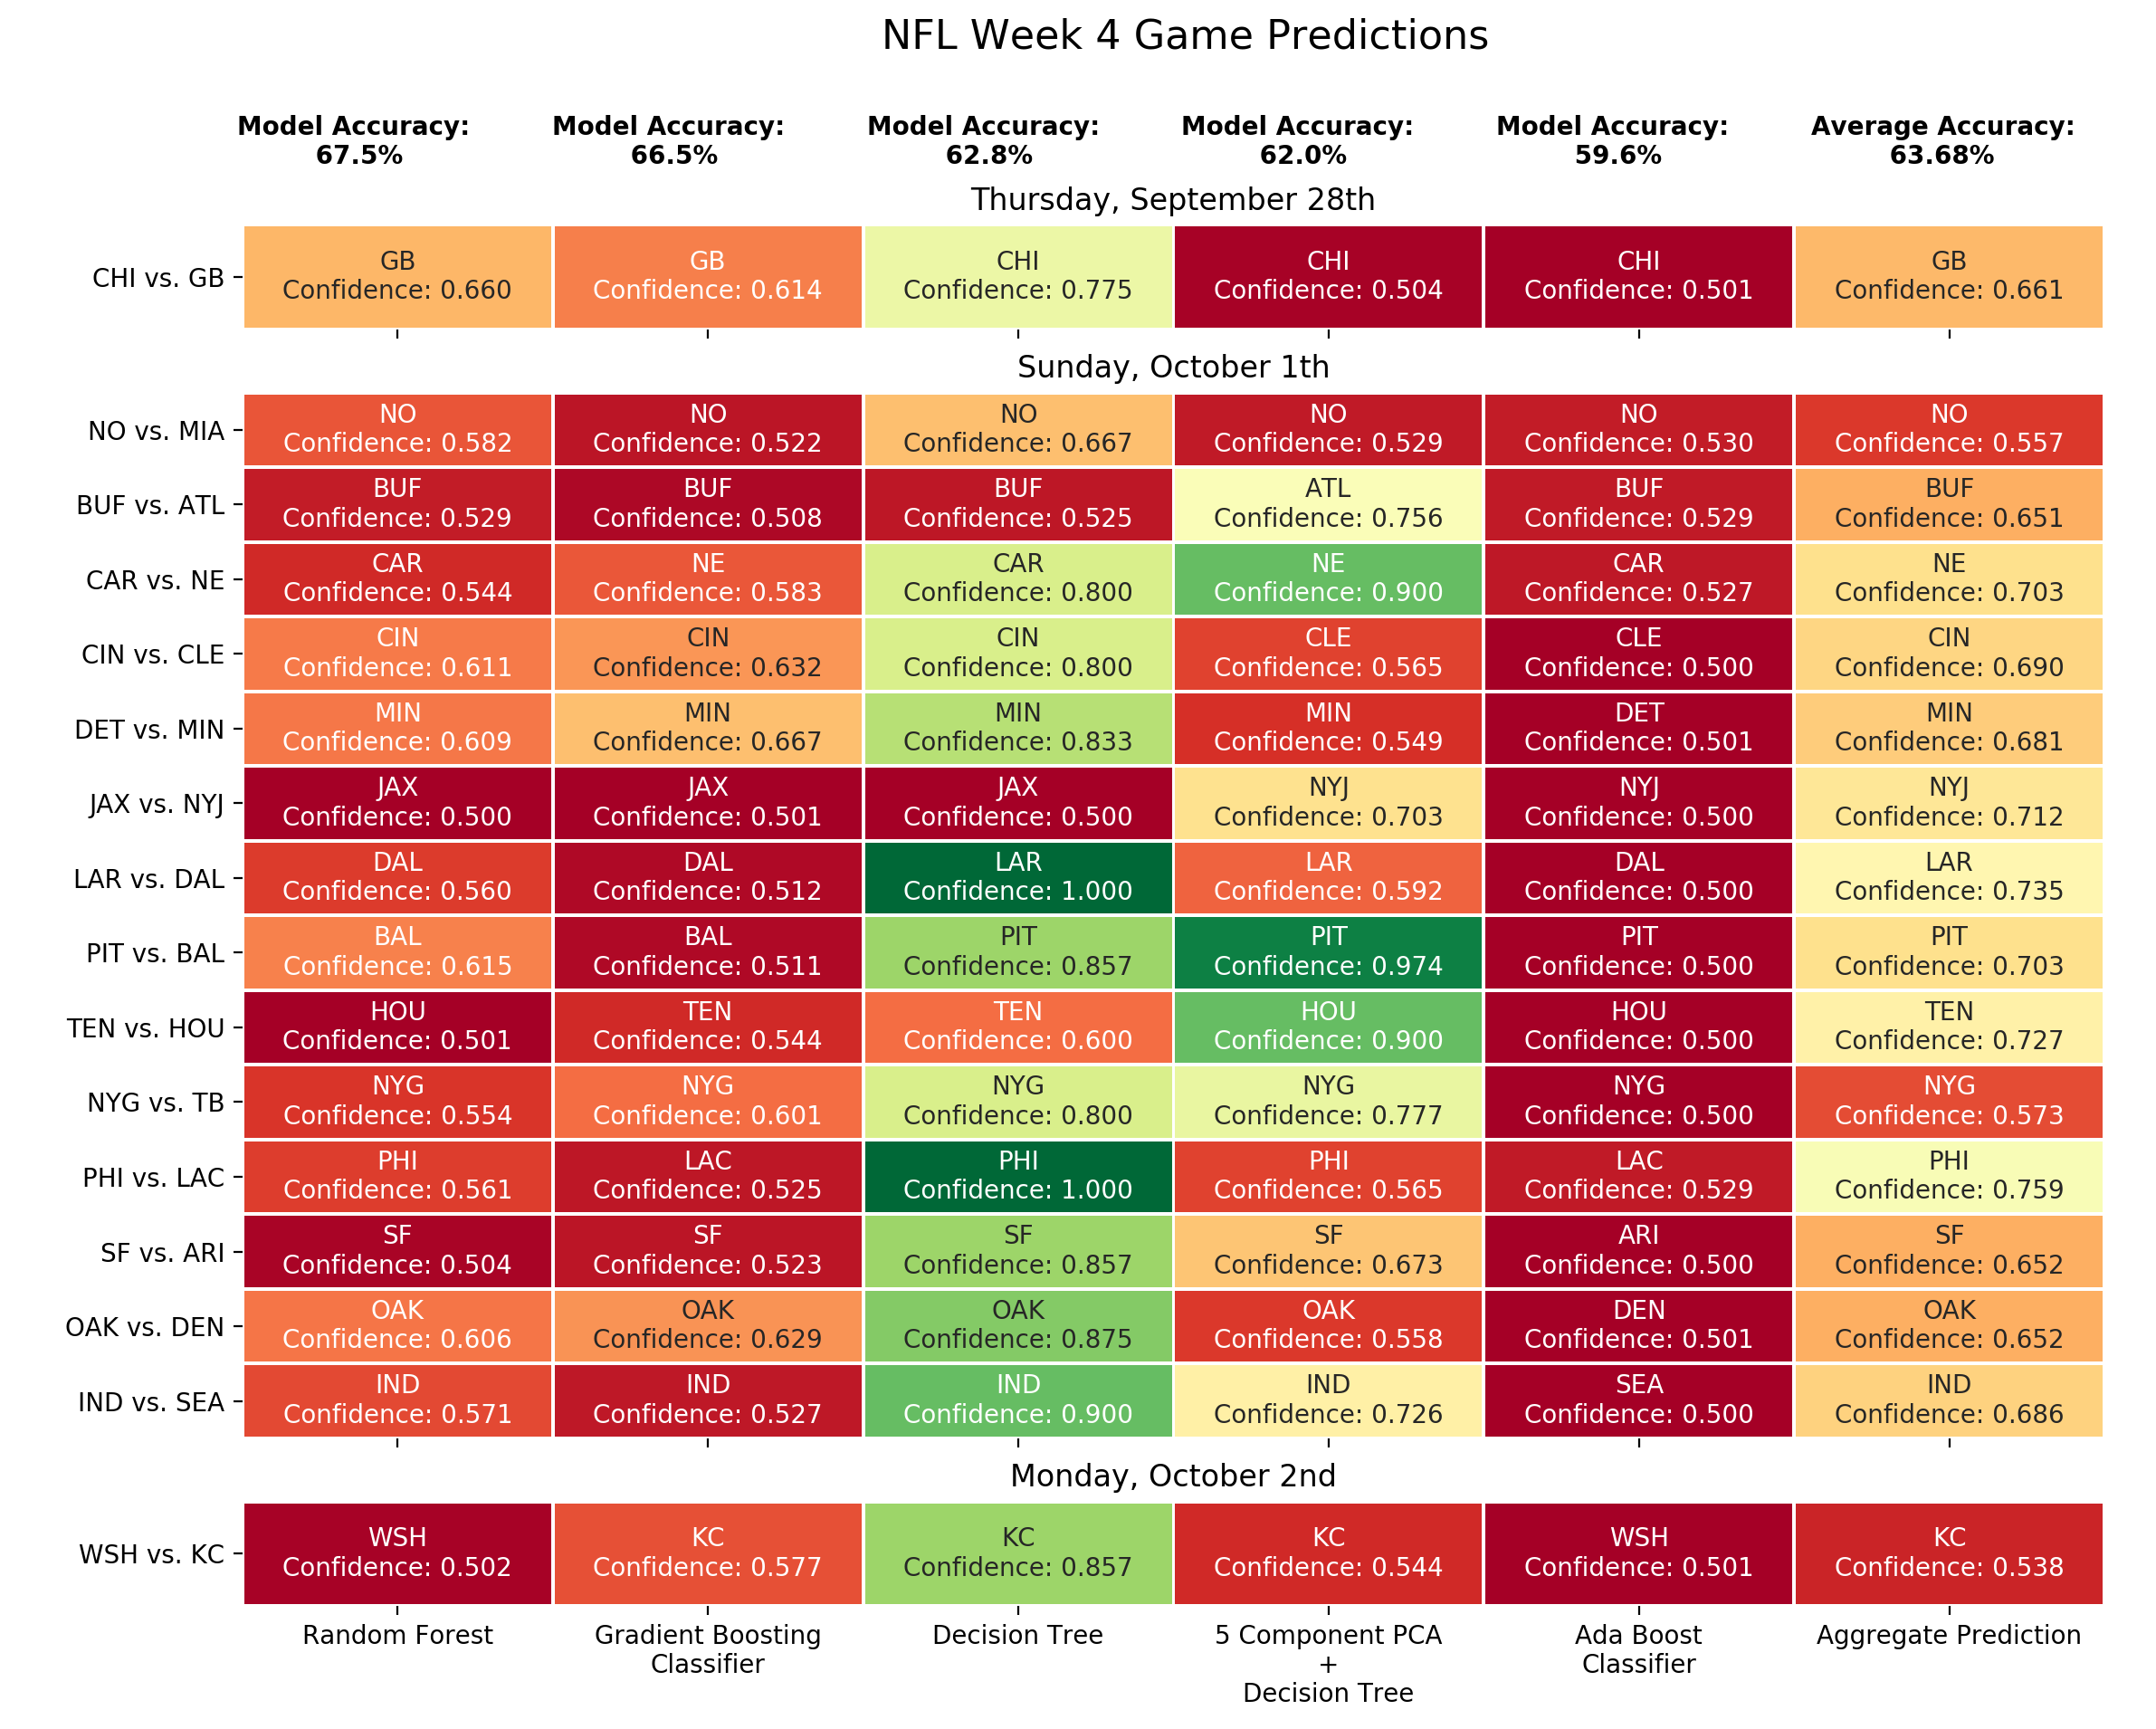 NFL Week 4 Game Predictions
Model Accuracy: Model Accuracy: Model Accuracy: Model Accuracy: Model Accuracy: Average Accuracy:
67.5% 66.5% 62.8% 62.0% 59.6% 63.68%
Thursday, September 28th
GB GB CHI CHI CHI GB
CHI vs. GB
Confidence: 0.660 Confidence: 0.614 Confidence: 0.775 Confidence: 0.504 Confidence: 0.501 Confidence: 0.661
Sunday, October 1th
NO NO NO NO NO NO
NO vs. MIA
Confidence: 0.582 Confidence: 0.522 Confidence: 0.667 Confidence: 0.529 Confidence: 0.530 Confidence: 0.557
BUF BUF BUF ATL BUF BUF
BUF vs. ATL
Confidence: 0.529 Confidence: 0.508 Confidence: 0.525 Confidence: 0.756 Confidence: 0.529 Confidence: 0.651
CAR NE CAR NE CAR NE
CAR vs. NE
Confidence: 0.544 Confidence: 0.583 Confidence: 0.800 Confidence: 0.900 Confidence: 0.527 Confidence: 0.703
CIN CIN CIN CLE CLE CIN
CIN vs. CLE
Confidence: 0.611 Confidence: 0.632 Confidence: 0.800 Confidence: 0.565 Confidence: 0.500 Confidence: 0.690
MIN MIN MIN MIN DET MIN
DET vs. MIN
Confidence: 0.609 Confidence: 0.667 Confidence: 0.833 Confidence: 0.549 Confidence: 0.501 Confidence: 0.681
JAX JAX JAX NYJ NYJ NYJ
JAX vs. NYJ
Confidence: 0.500 Confidence: 0.501 Confidence: 0.500 Confidence: 0.703 Confidence: 0.500 Confidence: 0.712
DAL DAL LAR LAR DAL LAR
LAR vs. DAL
Confidence: 0.560 Confidence: 0.512 Confidence: 1.000 Confidence: 0.592 Confidence: 0.500 Confidence: 0.735
BAL BAL PIT PIT PIT PIT
PIT vs. BAL
Confidence: 0.615 Confidence: 0.511 Confidence: 0.857 Confidence: 0.974 Confidence: 0.500 Confidence: 0.703
HOU TEN TEN HOU HOU TEN
TEN vs. HOU
Confidence: 0.501 Confidence: 0.544 Confidence: 0.600 Confidence: 0.900 Confidence: 0.500 Confidence: 0.727
NYG NYG NYG NYG NYG NYG
NYG vs. TB
Confidence: 0.554 Confidence: 0.601 Confidence: 0.800 Confidence: 0.777 Confidence: 0.500 Confidence: 0.573
PHI LAC PHI PHI LAC PHI
PHI vs. LAC
Confidence: 0.561 Confidence: 0.525 Confidence: 1.000 Confidence: 0.565 Confidence: 0.529 Confidence: 0.759
SF SF SF SF ARI SF
SF vs. ARI
Confidence: 0.504 Confidence: 0.523 Confidence: 0.857 Confidence: 0.673 Confidence: 0.500 Confidence: 0.652
OAK OAK OAK OAK DEN OAK
OAK vs. DEN
Confidence: 0.606 Confidence: 0.629 Confidence: 0.875 Confidence: 0.558 Confidence: 0.501 Confidence: 0.652
IND IND IND IND SEA IND
IND vs. SEA
Confidence: 0.571 Confidence: 0.527 Confidence: 0.900 Confidence: 0.726 Confidence: 0.500 Confidence: 0.686
Monday, October 2nd
WSH KC KC KC WSH KC
WSH vs. KC
Confidence: 0.502 Confidence: 0.577 Confidence: 0.857 Confidence: 0.544 Confidence: 0.501 Confidence: 0.538
Random Forest Gradient Boosting Decision Tree 5 Component PCA Ada Boost Aggregate Prediction
Classifier + Classifier
Decision Tree